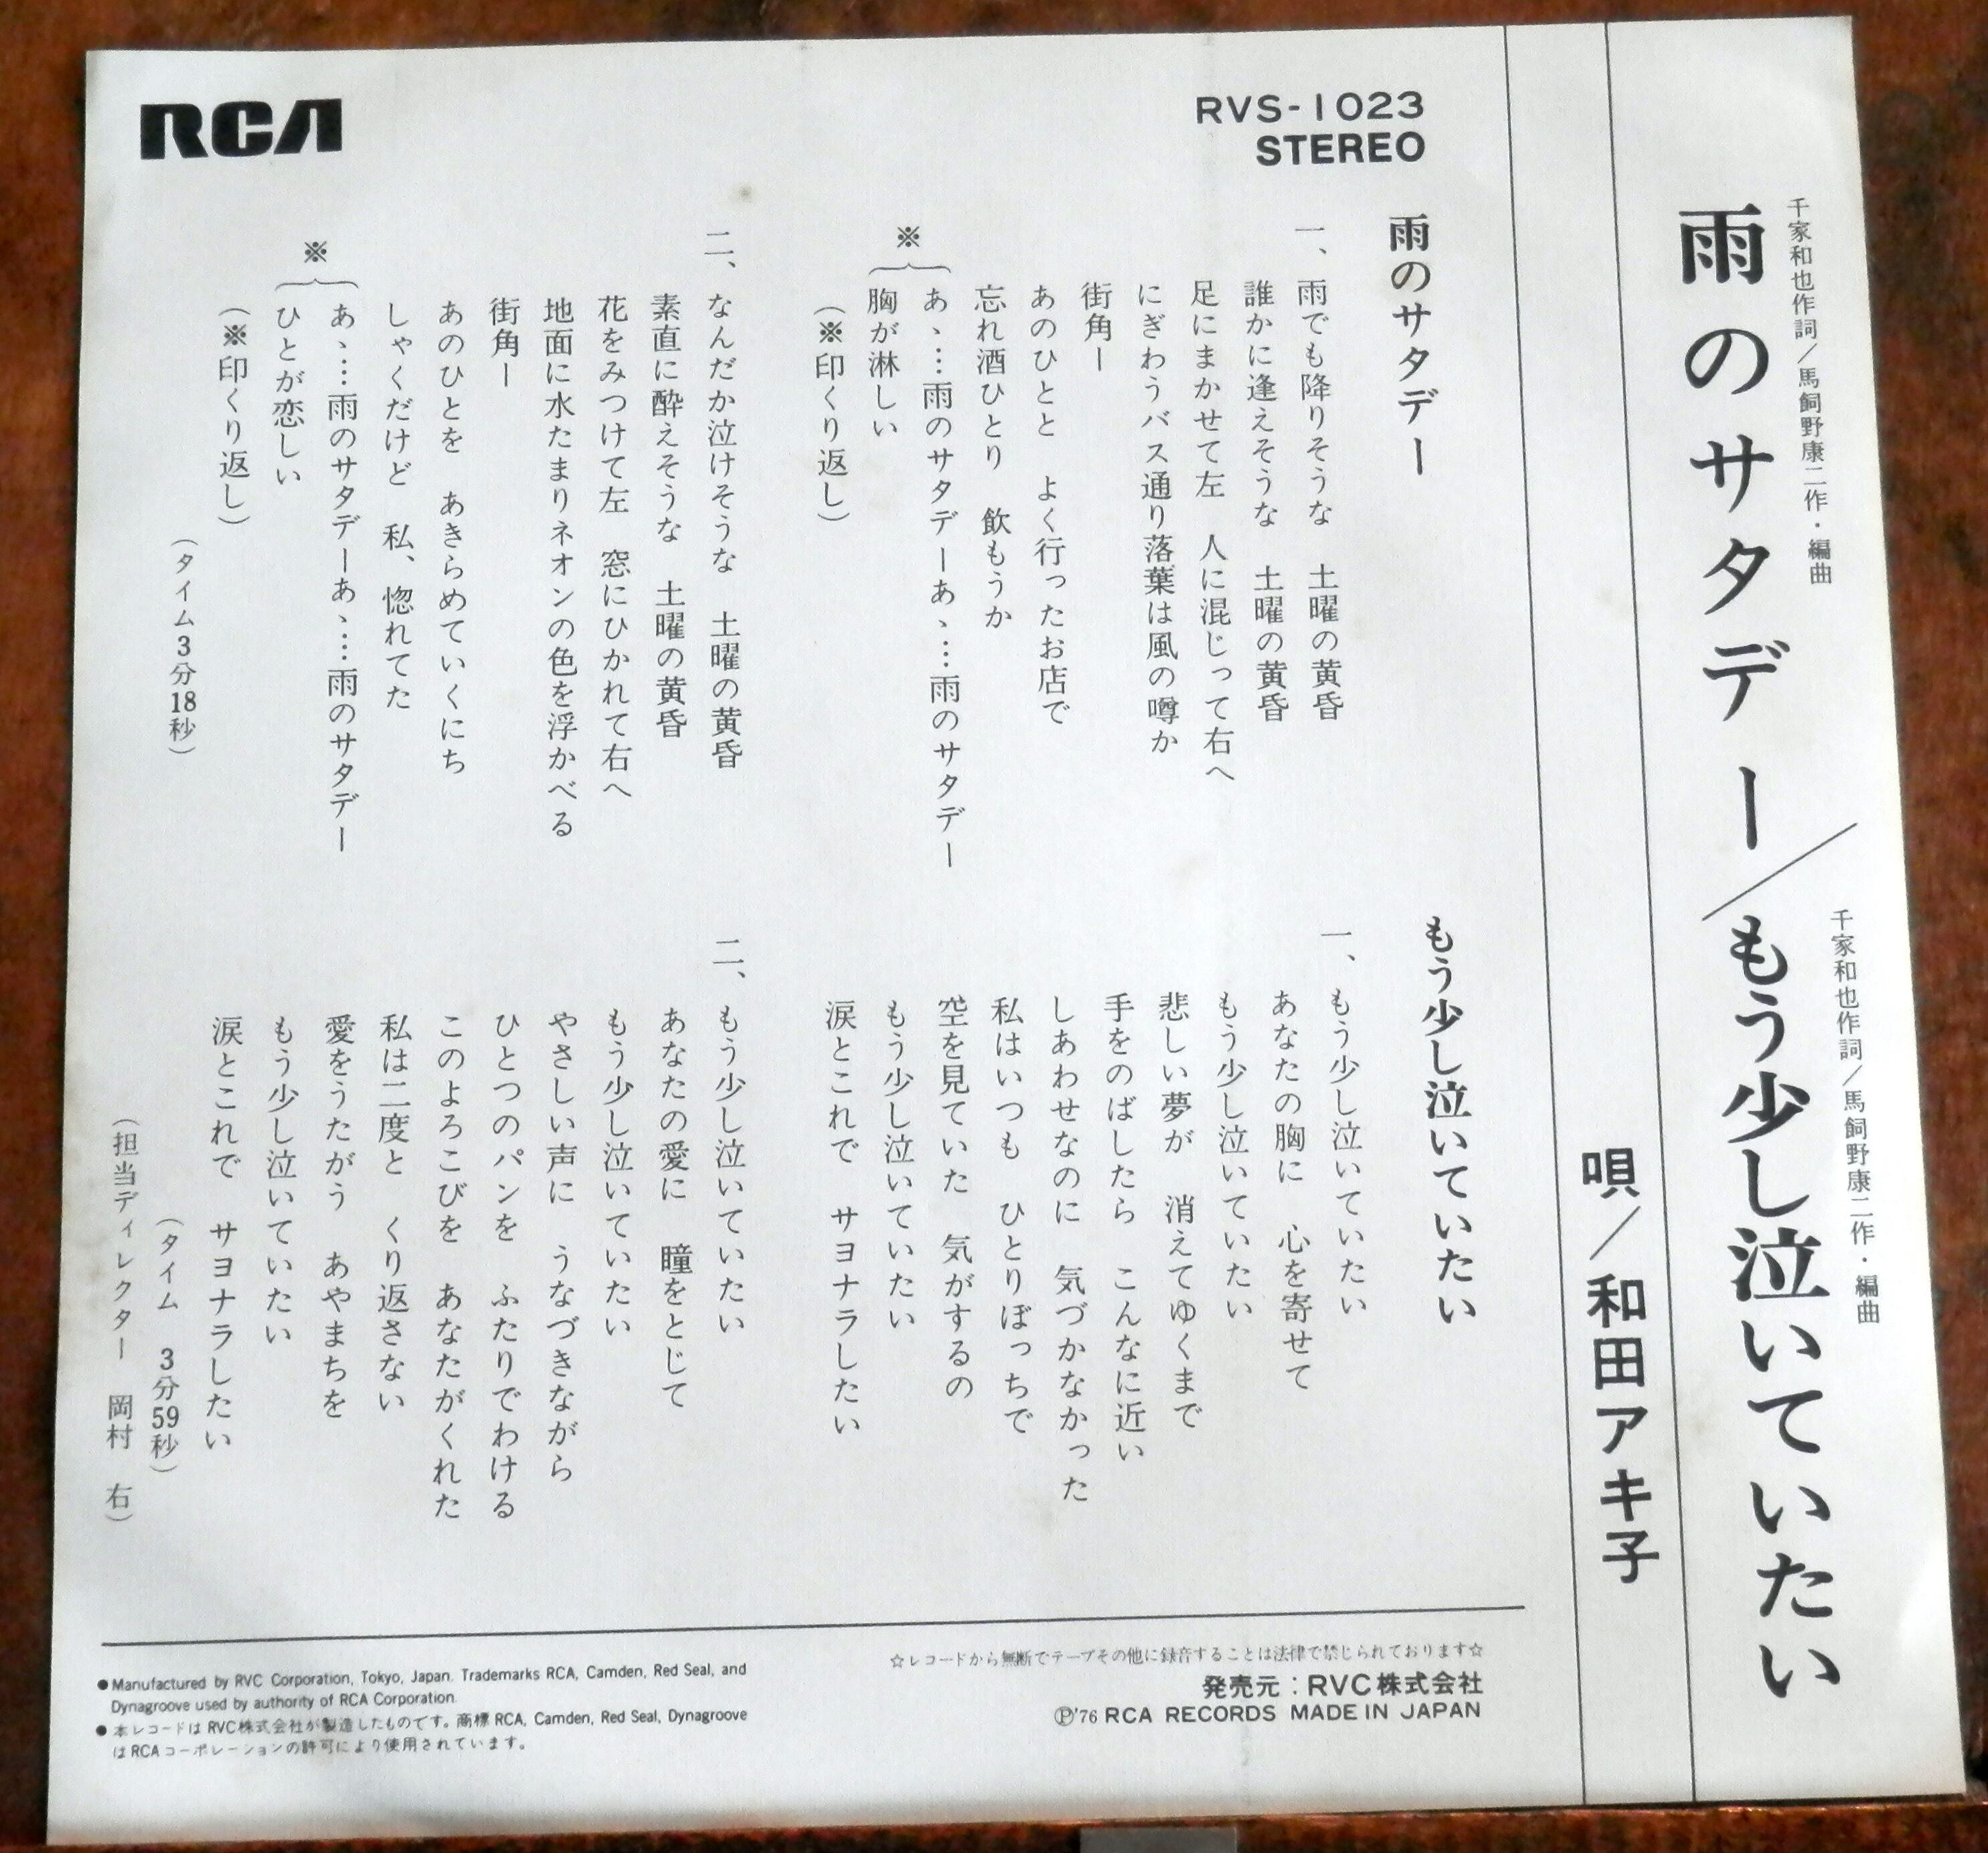 千家和也作詞／馬飼野康二作・編曲
雨のサタデー／もう少し泣いていたい
千家和也作詞／馬飼野康二作・編曲
唄／和田アキ子
RCA
RVS-1023
STEREO
雨のサタデー
一、雨でも降りそうな 土曜の黄昏
誰かに逢えそうな 土曜の黄昏
足にまかせて左 人に混じって右へ
にぎわうバス通り落葉は風の噂か
街角ー
あのひとと よく行ったお店で
忘れ酒ひとり 飲もうか
※
あゝ…雨のサタデーあゝ…雨のサタデー
胸が淋しい
（※印くり返し）
二、なんだか泣けそうな 土曜の黄昏
素直に酔えそうな 土曜の黄昏
花をみつけて左 窓にひかれて右へ
地面に水たまりネオンの色を浮かべる
街角ー
あのひとを あきらめていくにち
しゃくだけど 私、惚れてた
※
あゝ…雨のサタデーあゝ…雨のサタデー
ひとが恋しい
（※印くり返し）
（タイム3分18秒）
もう少し泣いていたい
一、もう少し泣いていたい
あなたの胸に 心を寄せて
もう少し泣いていたい
悲しい夢が 消えてゆくまで
手をのばしたら こんなに近い
しあわせなのに 気づかなかった
私はいつも ひとりぼっちで
空を見ていた 気がするの
もう少し泣いていたい
涙とこれで サヨナラしたい
二、もう少し泣いていたい
あなたの愛に 瞳をとじて
もう少し泣いていたい
やさしい声に うなづきながら
ひとつのパンを ふたりでわける
このよろこびを あなたがくれた
私は二度と くり返さない
愛をうたがう あやまちを
もう少し泣いていたい
涙とこれで サヨナラしたい
（タイム 3分59秒）
（担当ディレクター 岡村 右）
☆レコードから無断でテープその他に録音することは法律で禁じられております☆
発売元：RVC株式会社
Ⓟ'76 RCA RECORDS MADE IN JAPAN
●Manufactured by RVC Corporation, Tokyo, Japan. Trademarks RCA, Camden, Red Seal, and
Dynagroove used by authority of RCA Corporation.
●本レコードはRVC株式会社が製造したものです。商標RCA, Camden, Red Seal, Dynagroove
はRCAコーポレーションの許可により使用されています。